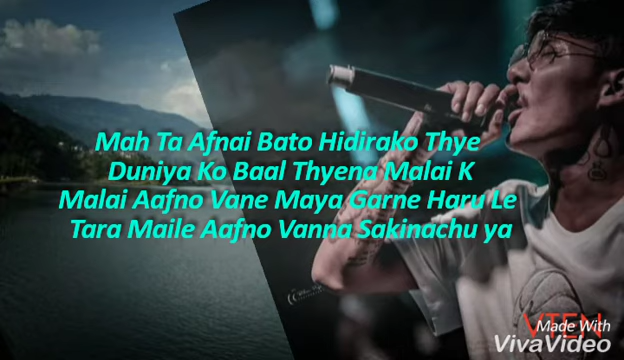 Mah Ta Afnai Bato Hidirako Thye
Duniya Ko Baal Thyena Malai K
Malai Aafno Vane Maya Garne Haru Le
Tara Maile Aafno Vanna Sakinachu ya
VTEN
Made With
VivaVideo